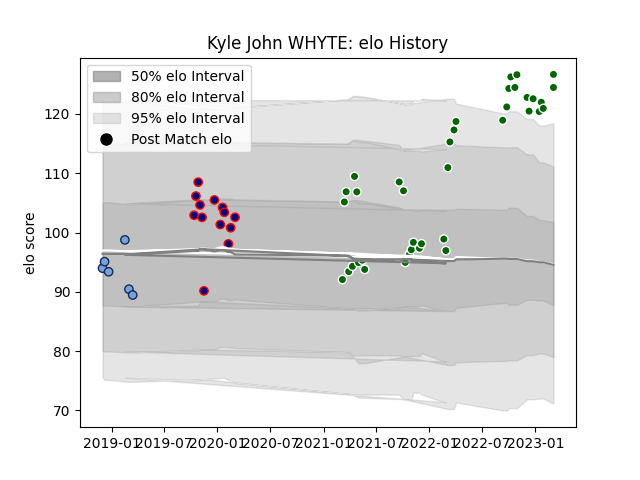 Kyle John WHYTE: elo History
50% elo Interval
80% elo Interval
95% elo Interval
Post Match elo
elo score
120
110
100
90
80
70
2019-01 2019-07 2020-01 2020-07 2021-01 2021-07 2022-01 2022-07 2023-01